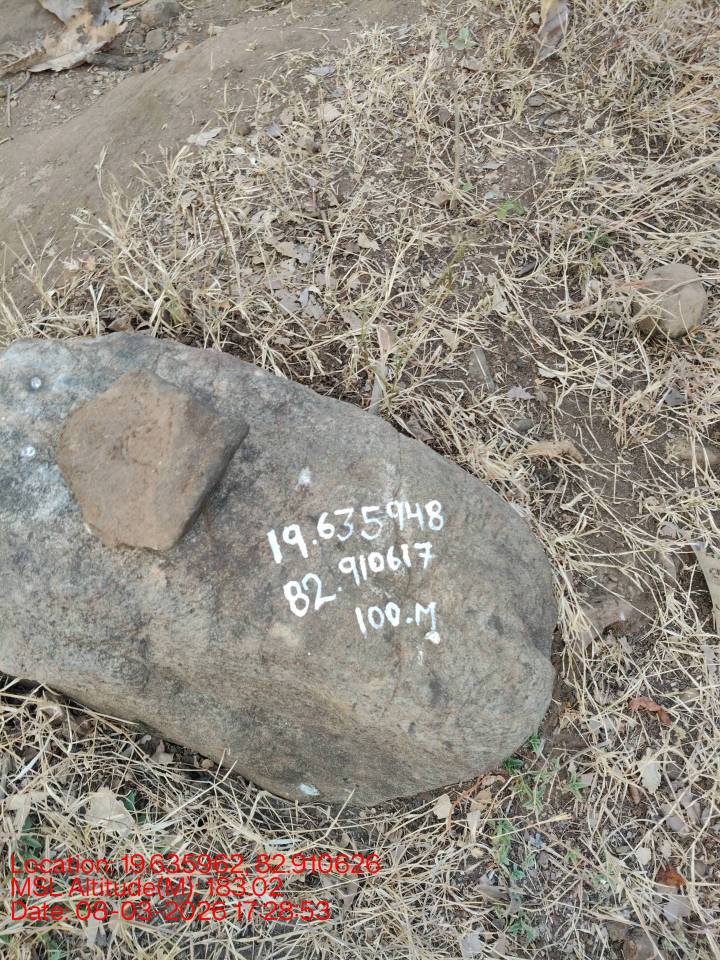 19.635948
82.910617
100.M
Location: 19.635962, 82.910626
MSL Altitude(M): 183.02
Date: 08-03-2026 17:28:53